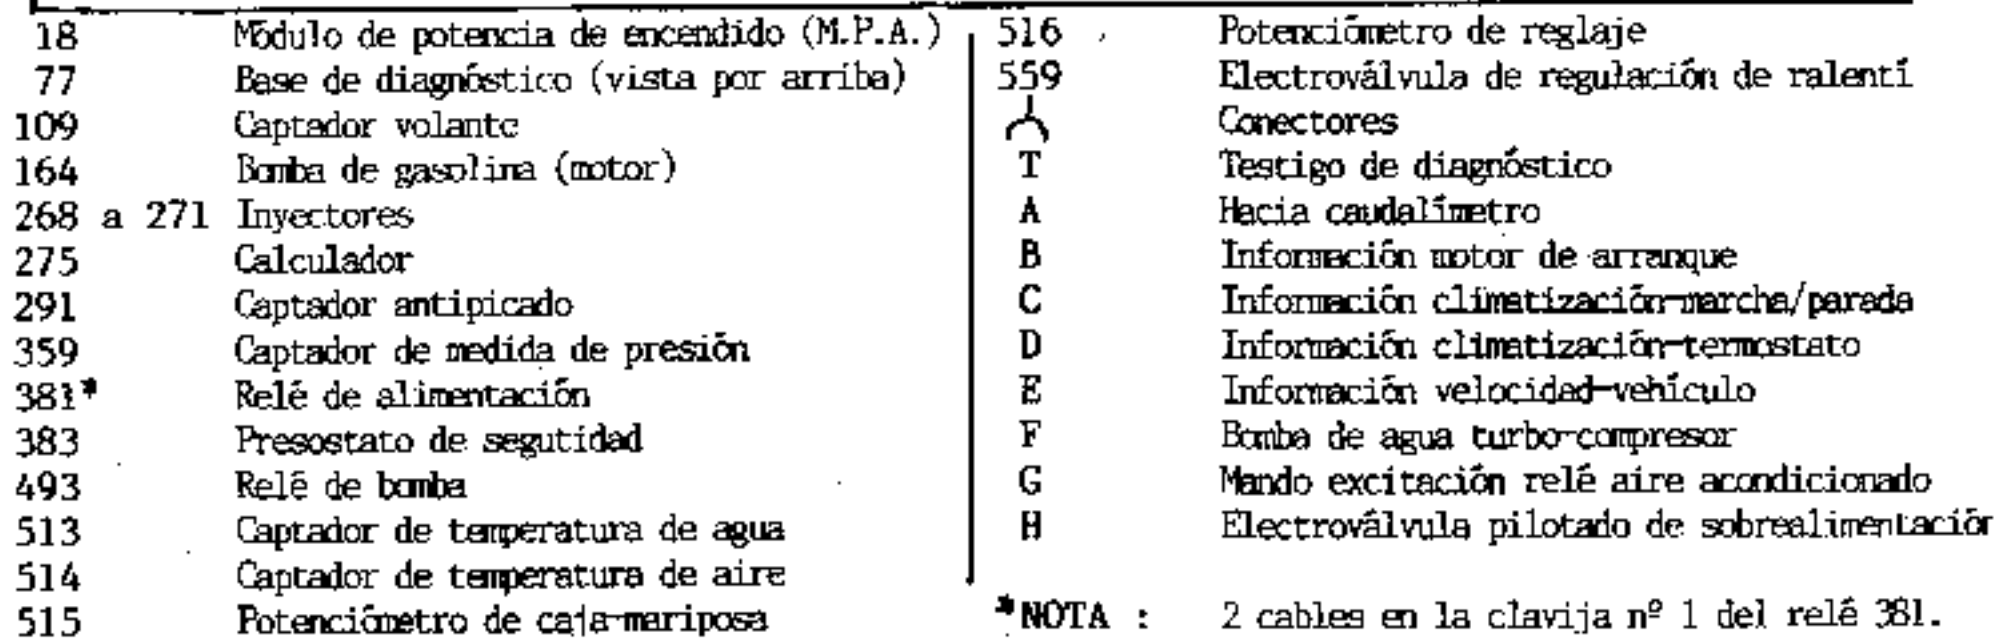 18 Módulo de potencia de encendido (M.P.A.)
77 Base de diagnóstico (vista por arriba)
109 Captador volante
164 Bomba de gasolina (motor)
268 a 271 Inyectores
275 Calculador
291 Captador antipicado
359 Captador de medida de presión
381* Relé de alimentación
383 Presostato de segutidad
493 Relé de bomba
513 Captador de temperatura de agua
514 Captador de temperatura de aire
515 Potenciómetro de caja-mariposa
516 Potenciómetro de reglaje
559 Electroválvula de regulación de ralentí
Conectores
T Testigo de diagnóstico
A Hacia caudalímetro
B Información motor de arranque
C Información climatización-marcha/parada
D Información climatización-termostato
E Información velocidad-vehículo
F Bomba de agua turbo-compresor
G Mando excitación relé aire acondicionado
H Electroválvula pilotado de sobrealimentación
*NOTA : 2 cables en la clavija nº 1 del relé 381.